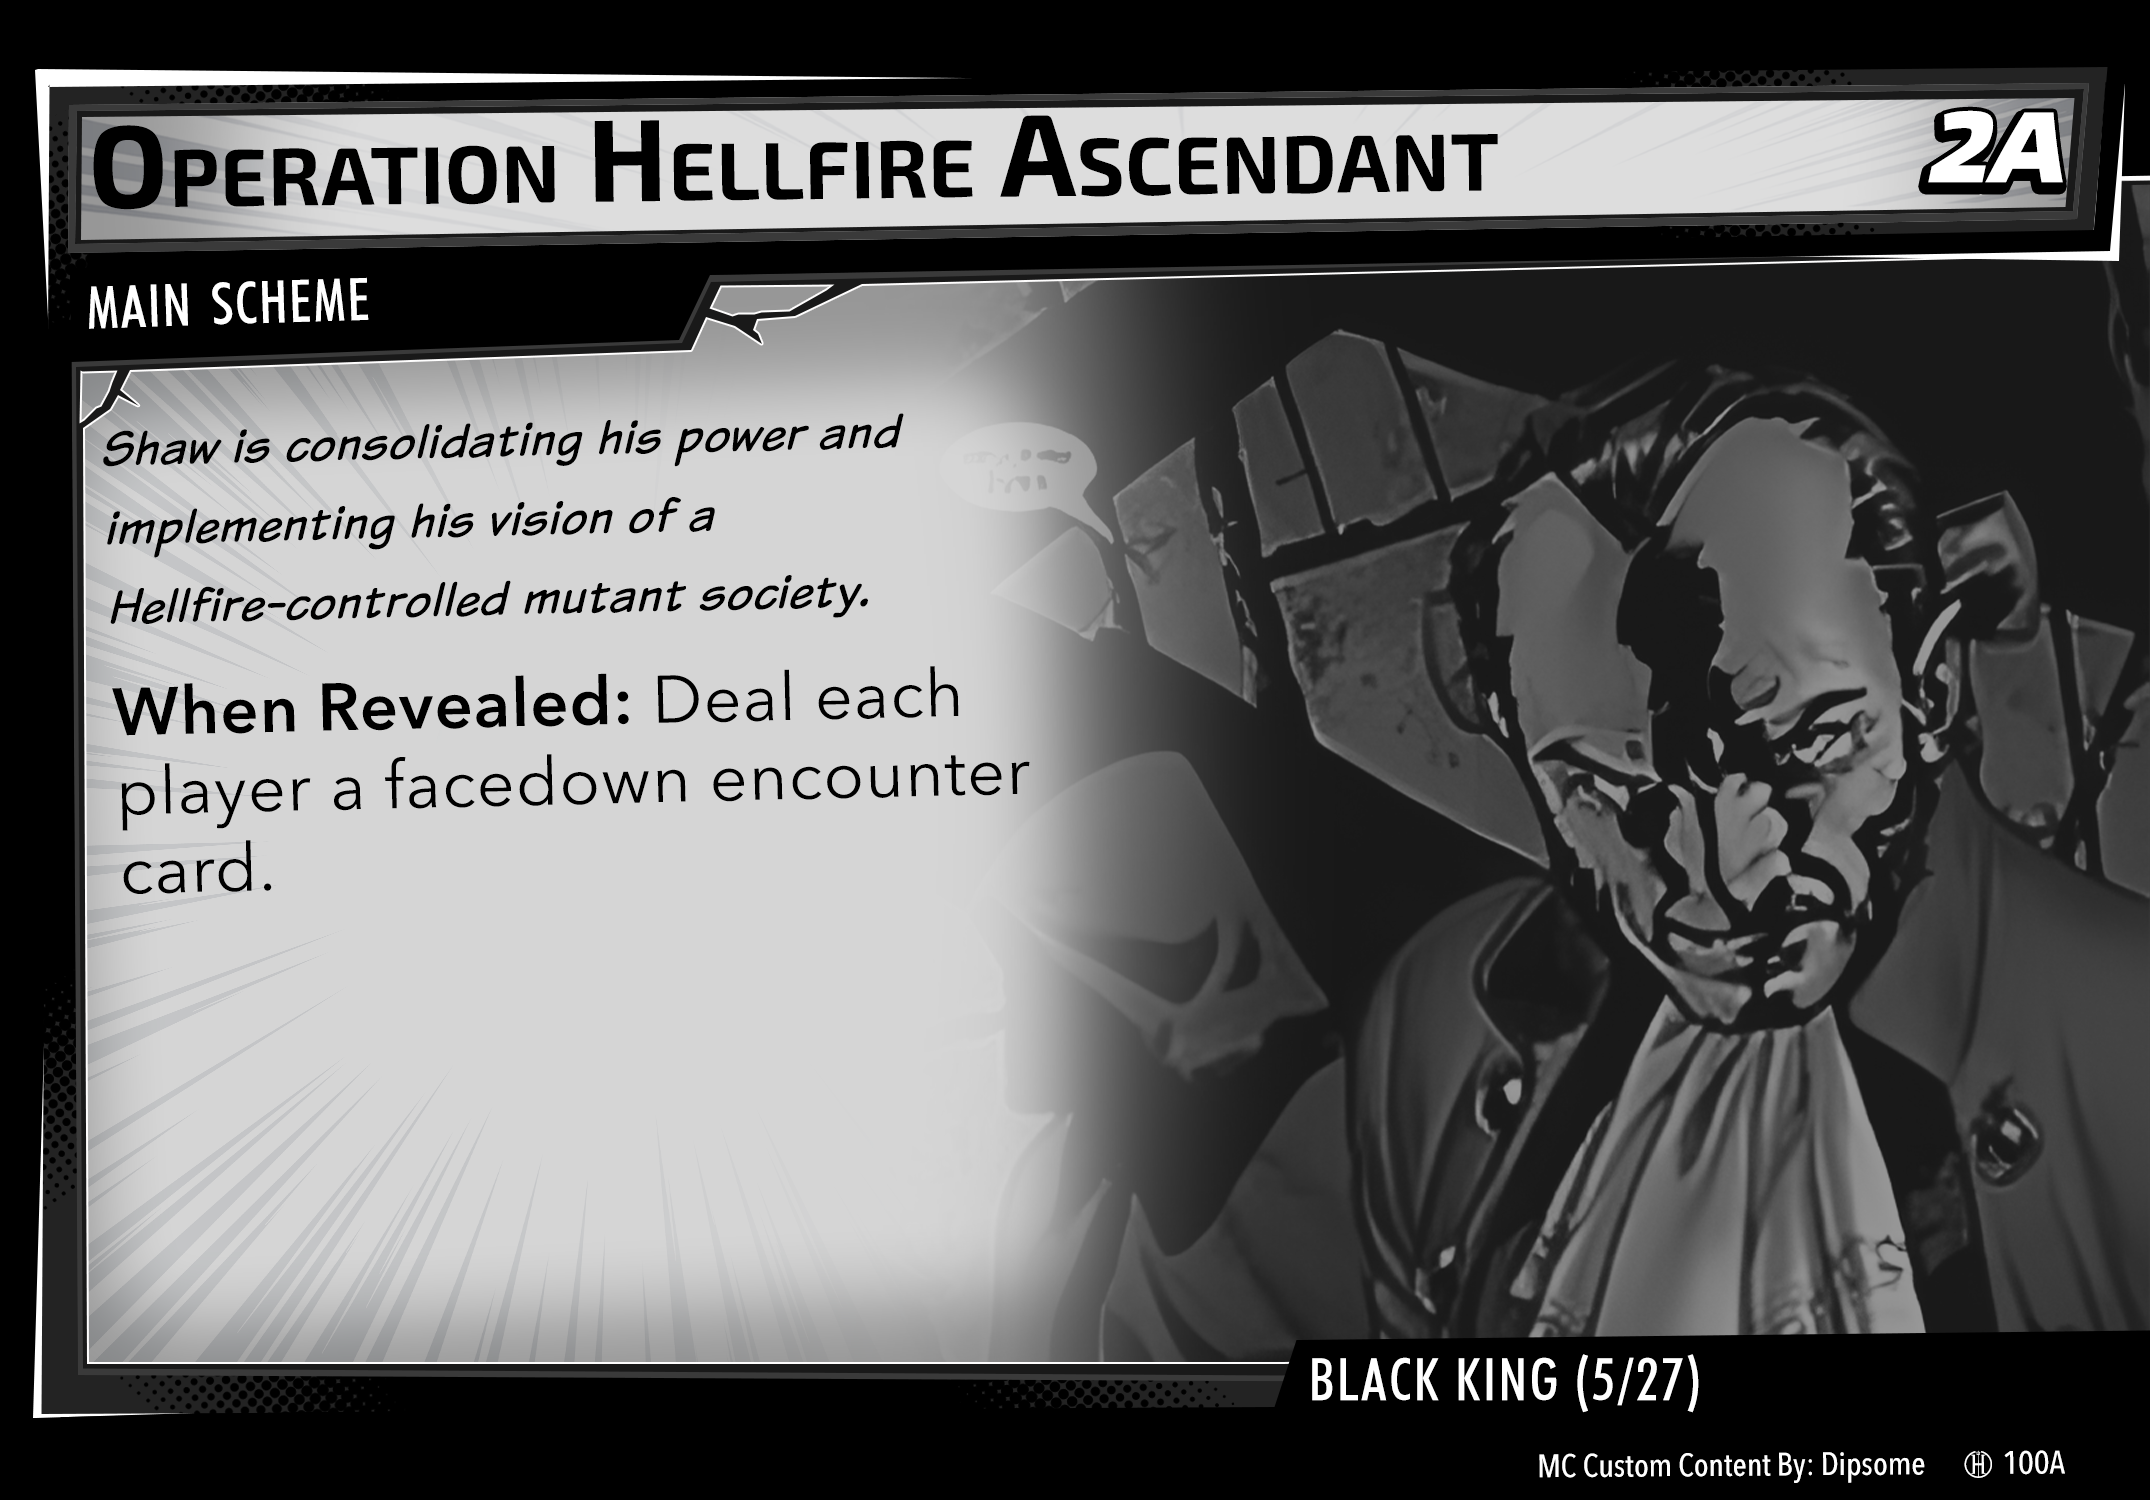 OPERATION HELLFIRE ASCENDANT
2A
MAIN SCHEME
Shaw is consolidating his power and
implementing his vision of a
Hellfire-controlled mutant society.
When Revealed: Deal each
player a facedown encounter
card.
BLACK KING (5/27)
MC Custom Content By: Dipsome 100A